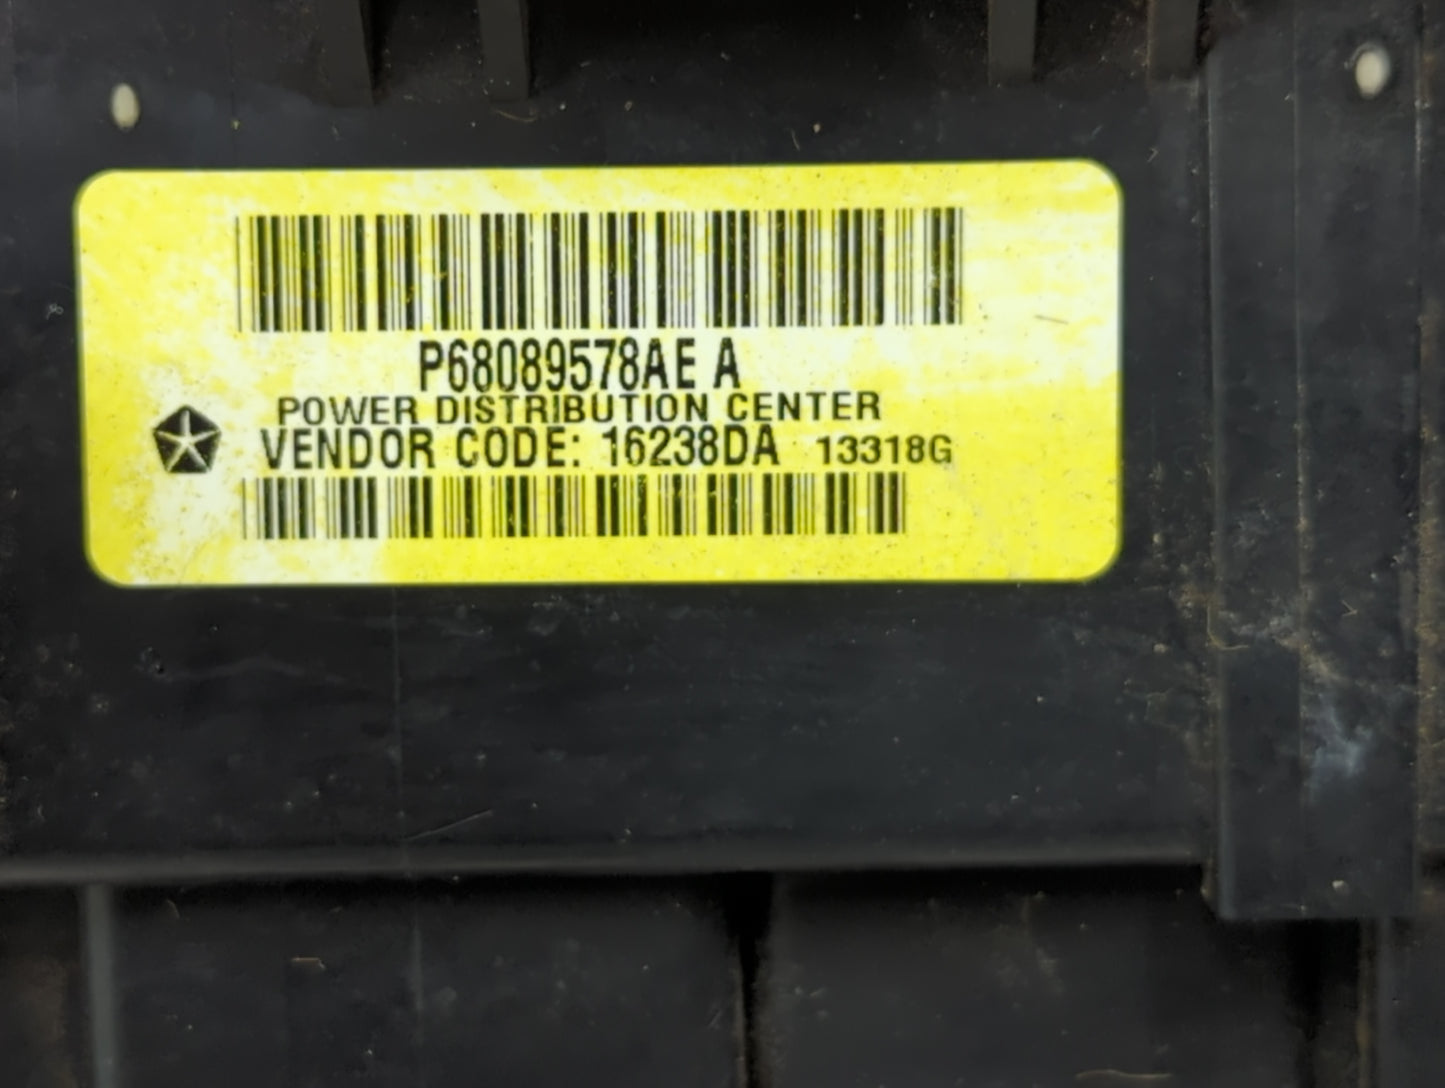 P68089578AE A
POWER DISTRIBUTION CENTER
VENDOR CODE: 16238DA 13318G